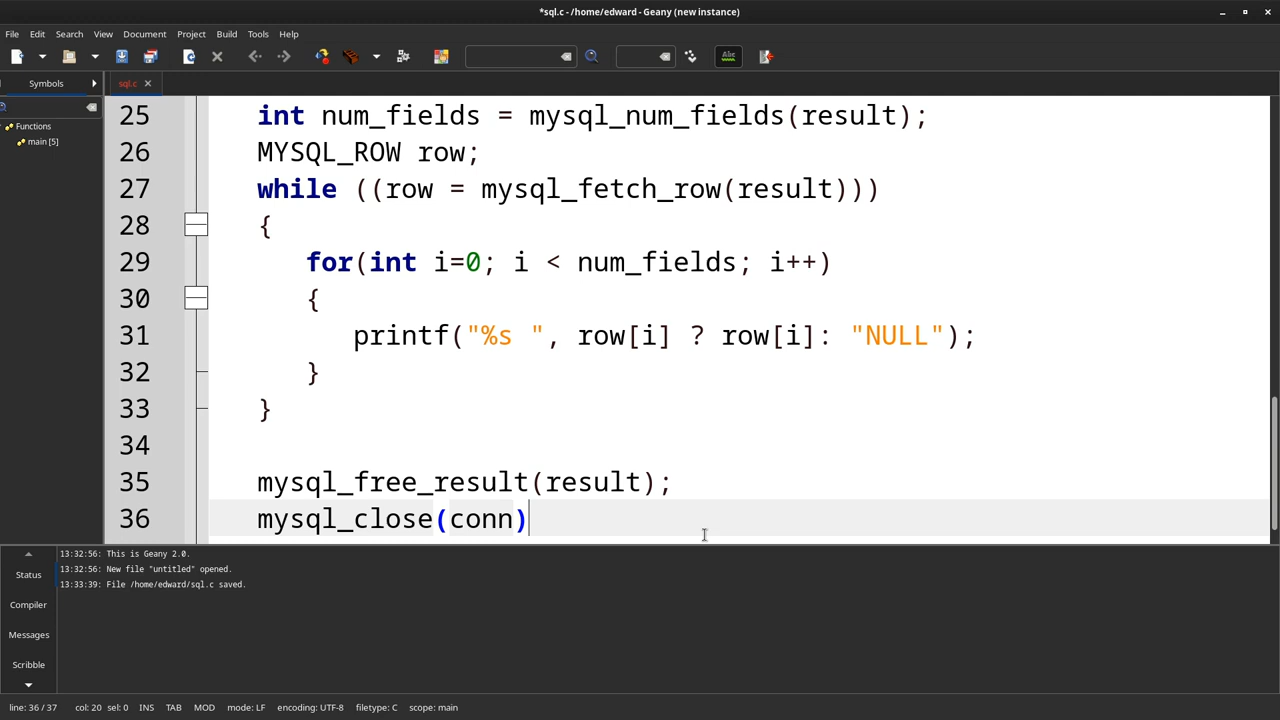 *sql.c - /home/edward - Geany (new instance)
File Edit Search View Document Project Build Tools Help
Abc
Symbols
sql.c
Functions
main [5]
25 int num_fields = mysql_num_fields(result);
26 MYSQL_ROW row;
27 while ((row = mysql_fetch_row(result)))
28 {
29 for(int i=0; i < num_fields; i++)
30 {
31 printf("%s ", row[i] ? row[i]: "NULL");
32 }
33 }
34
35 mysql_free_result(result);
36 mysql_close(conn)
Status
Compiler
Messages
Scribble
13:32:56: This is Geany 2.0.
13:32:56: New file "untitled" opened.
13:33:39: File /home/edward/sql.c saved.
line: 36 / 37 col: 20 sel: 0 INS TAB MOD mode: LF encoding: UTF-8 filetype: C scope: main